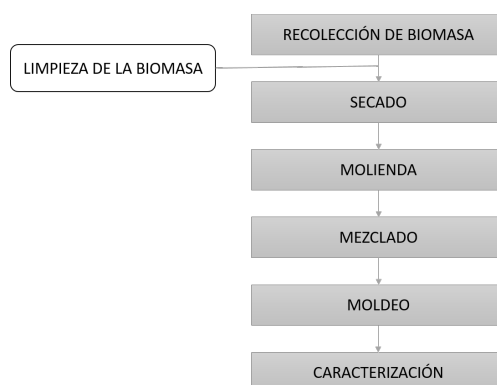 RECOLECCIÓN DE BIOMASA
LIMPIEZA DE LA BIOMASA
SECADO
MOLIENDA
MEZCLADO
MOLDEO
CARACTERIZACIÓN